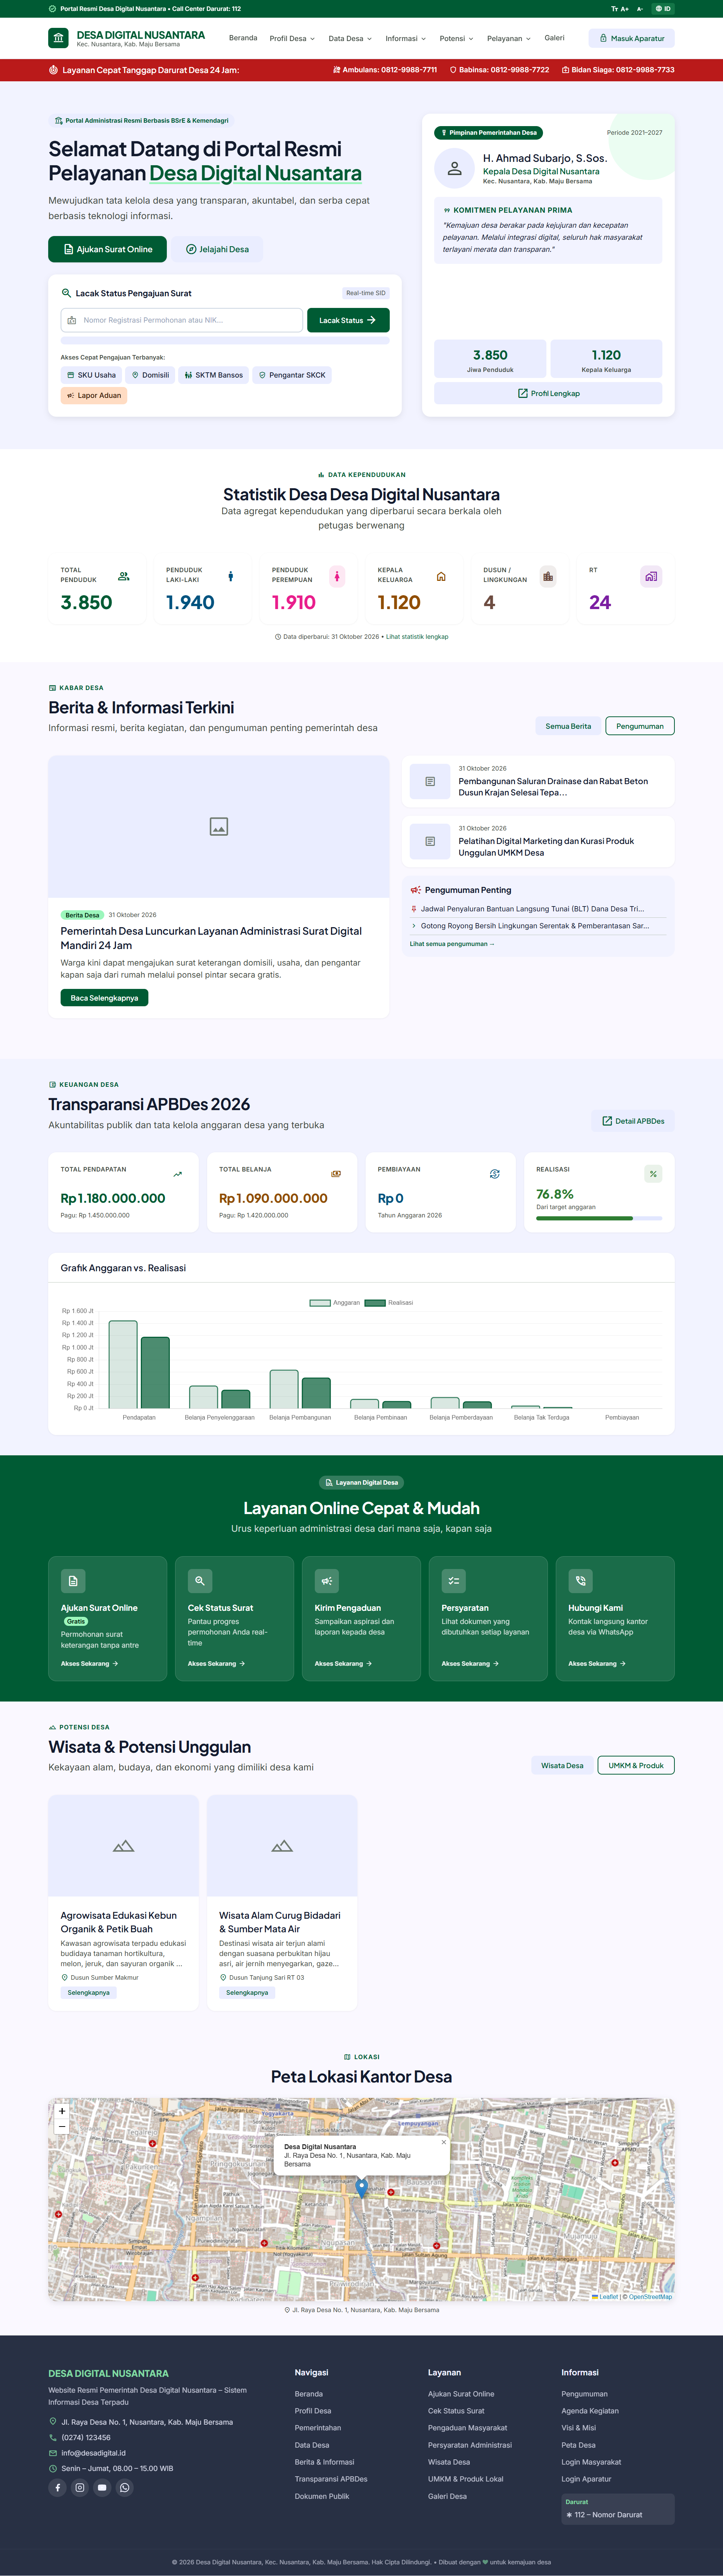 Portal Resmi Desa Digital Nusantara • Call Center Darurat: 112
Tт A+ A- ID
DESA DIGITAL NUSANTARA
Kec. Nusantara, Kab. Maju Bersama
Beranda Profil Desa Data Desa Informasi Potensi Pelayanan Galeri
Masuk Aparatur
Layanan Cepat Tanggap Darurat Desa 24 Jam:
Ambulans: 0812-9988-7711 Babinsa: 0812-9988-7722 Bidan Siaga: 0812-9988-7733
Portal Administrasi Resmi Berbasis BSrE & Kemendagri
Selamat Datang di Portal Resmi
Pelayanan Desa Digital Nusantara
Mewujudkan tata kelola desa yang transparan, akuntabel, dan serba cepat
berbasis teknologi informasi.
Ajukan Surat Online
Jelajahi Desa
Lacak Status Pengajuan Surat
Real-time SID
Nomor Registrasi Permohonan atau NIK...
Lacak Status
Akses Cepat Pengajuan Terbanyak:
SKU Usaha
Domisili
SKTM Bansos
Pengantar SKCK
Lapor Aduan
Pimpinan Pemerintahan Desa
Periode 2021–2027
H. Ahmad Subarjo, S.Sos.
Kepala Desa Digital Nusantara
Kec. Nusantara, Kab. Maju Bersama
KOMITMEN PELAYANAN PRIMA
"Kemajuan desa berakar pada kejujuran dan kecepatan
pelayanan. Melalui integrasi digital, seluruh hak masyarakat
terlayani merata dan transparan."
3.850
Jiwa Penduduk
1.120
Kepala Keluarga
Profil Lengkap
DATA KEPENDUDUKAN
Statistik Desa Desa Digital Nusantara
Data agregat kependudukan yang diperbarui secara berkala oleh
petugas berwenang
TOTAL
PENDUDUK
3.850
PENDUDUK
LAKI-LAKI
1.940
PENDUDUK
PEREMPUAN
1.910
KEPALA
KELUARGA
1.120
DUSUN /
LINGKUNGAN
4
RT
24
Data diperbarui: 31 Oktober 2026 • Lihat statistik lengkap
KABAR DESA
Berita & Informasi Terkini
Informasi resmi, berita kegiatan, dan pengumuman penting pemerintah desa
Semua Berita
Pengumuman
Berita Desa 31 Oktober 2026
Pemerintah Desa Luncurkan Layanan Administrasi Surat Digital
Mandiri 24 Jam
Warga kini dapat mengajukan surat keterangan domisili, usaha, dan pengantar
kapan saja dari rumah melalui ponsel pintar secara gratis.
Baca Selengkapnya
31 Oktober 2026
Pembangunan Saluran Drainase dan Rabat Beton
Dusun Krajan Selesai Tepa...
31 Oktober 2026
Pelatihan Digital Marketing dan Kurasi Produk
Unggulan UMKM Desa
Pengumuman Penting
Jadwal Penyaluran Bantuan Langsung Tunai (BLT) Dana Desa Tri...
Gotong Royong Bersih Lingkungan Serentak & Pemberantasan Sar...
Lihat semua pengumuman →
KEUANGAN DESA
Transparansi APBDes 2026
Akuntabilitas publik dan tata kelola anggaran desa yang terbuka
Detail APBDes
TOTAL PENDAPATAN
Rp 1.180.000.000
Pagu: Rp 1.450.000.000
TOTAL BELANJA
Rp 1.090.000.000
Pagu: Rp 1.420.000.000
PEMBIAYAAN
Rp 0
Tahun Anggaran 2026
REALISASI
76.8%
Dari target anggaran
Grafik Anggaran vs. Realisasi
Anggaran Realisasi
Rp 1.600 Jt
Rp 1.400 Jt
Rp 1.200 Jt
Rp 1.000 Jt
Rp 800 Jt
Rp 600 Jt
Rp 400 Jt
Rp 200 Jt
Rp 0 Jt
Pendapatan Belanja Penyelenggaraan Belanja Pembangunan Belanja Pembinaan Belanja Pemberdayaan Belanja Tak Terduga Pembiayaan
Layanan Digital Desa
Layanan Online Cepat & Mudah
Urus keperluan administrasi desa dari mana saja, kapan saja
Ajukan Surat Online
Gratis
Permohonan surat
keterangan tanpa antre
Akses Sekarang →
Cek Status Surat
Pantau progres
permohonan Anda real-
time
Akses Sekarang →
Kirim Pengaduan
Sampaikan aspirasi dan
laporan kepada desa
Akses Sekarang →
Persyaratan
Lihat dokumen yang
dibutuhkan setiap layanan
Akses Sekarang →
Hubungi Kami
Kontak langsung kantor
desa via WhatsApp
Akses Sekarang →
POTENSI DESA
Wisata & Potensi Unggulan
Kekayaan alam, budaya, dan ekonomi yang dimiliki desa kami
Wisata Desa
UMKM & Produk
Agrowisata Edukasi Kebun
Organik & Petik Buah
Kawasan agrowisata terpadu edukasi
budidaya tanaman hortikultura,
melon, jeruk, dan sayuran organik ...
Dusun Sumber Makmur
Selengkapnya
Wisata Alam Curug Bidadari
& Sumber Mata Air
Destinasi wisata air terjun alami
dengan suasana perbukitan hijau
asri, air jernih menyegarkan, gaze...
Dusun Tanjung Sari RT 03
Selengkapnya
LOKASI
Peta Lokasi Kantor Desa
+
−
Desa Digital Nusantara
Jl. Raya Desa No. 1, Nusantara, Kab. Maju
Bersama
×
Yogyakarta
Lempuyangan
Ngampilan
Ngupasan
Leaflet | © OpenStreetMap
Jl. Raya Desa No. 1, Nusantara, Kab. Maju Bersama
DESA DIGITAL NUSANTARA
Website Resmi Pemerintah Desa Digital Nusantara – Sistem
Informasi Desa Terpadu
Jl. Raya Desa No. 1, Nusantara, Kab. Maju Bersama
(0274) 123456
info@desadigital.id
Senin – Jumat, 08.00 – 15.00 WIB
Navigasi
Beranda
Profil Desa
Pemerintahan
Data Desa
Berita & Informasi
Transparansi APBDes
Dokumen Publik
Layanan
Ajukan Surat Online
Cek Status Surat
Pengaduan Masyarakat
Persyaratan Administrasi
Wisata Desa
UMKM & Produk Lokal
Galeri Desa
Informasi
Pengumuman
Agenda Kegiatan
Visi & Misi
Peta Desa
Login Masyarakat
Login Aparatur
Darurat
112 – Nomor Darurat
© 2026 Desa Digital Nusantara, Kec. Nusantara, Kab. Maju Bersama. Hak Cipta Dilindungi. • Dibuat dengan ♥ untuk kemajuan desa